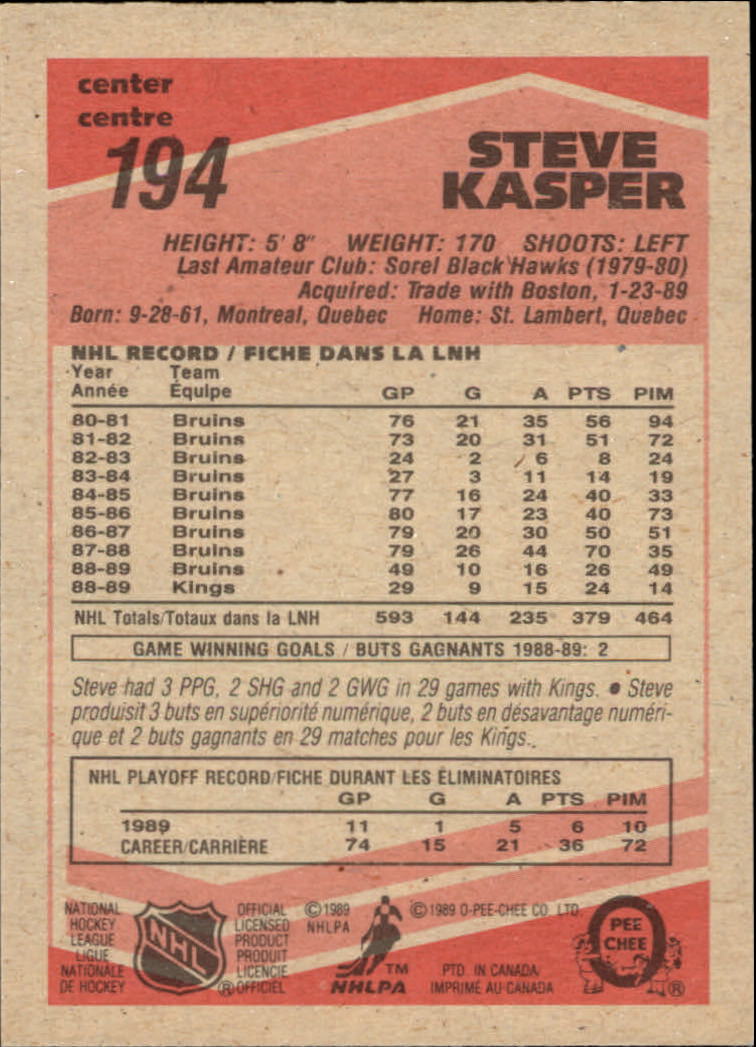 center
centre
194
STEVE
KASPER
HEIGHT: 5' 8" WEIGHT: 170 SHOOTS: LEFT
Last Amateur Club: Sorel Black Hawks (1979-80)
Acquired: Trade with Boston, 1-23-89
Born: 9-28-61, Montreal, Quebec Home: St. Lambert, Quebec
NHL RECORD / FICHE DANS LA LNH
Year Team
Année Équipe GP G A PTS PIM
80-81 Bruins 76 21 35 56 94
81-82 Bruins 73 20 31 51 72
82-83 Bruins 24 2 6 8 24
83-84 Bruins 27 3 11 14 19
84-85 Bruins 77 16 24 40 33
85-86 Bruins 80 17 23 40 73
86-87 Bruins 79 20 30 50 51
87-88 Bruins 79 26 44 70 35
88-89 Bruins 49 10 16 26 49
88-89 Kings 29 9 15 24 14
NHL Totals/Totaux dans la LNH 593 144 235 379 464
GAME WINNING GOALS / BUTS GAGNANTS 1988-89: 2
Steve had 3 PPG, 2 SHG and 2 GWG in 29 games with Kings. ● Steve
produisit 3 buts en supériorité numérique, 2 buts en désavantage numéri-
que et 2 buts gagnants en 29 matches pour les Kings.
NHL PLAYOFF RECORD/FICHE DURANT LES ÉLIMINATOIRES
GP G A PTS PIM
1989 11 1 5 6 10
CAREER/CARRIÈRE 74 15 21 36 72
NATIONAL
HOCKEY
LEAGUE
LIGUE
NATIONALE
DE HOCKEY
NHL
OFFICIAL
LICENSED
PRODUCT
PRODUIT
LICENCIE
® OFFICIEL
© 1989
NHLPA
TM
NHLPA
© 1989 O-PEE-CHEE CO. LTD.
PTD. IN CANADA
IMPRIMÉ AU CANADA
O
PEE
CHEE
®